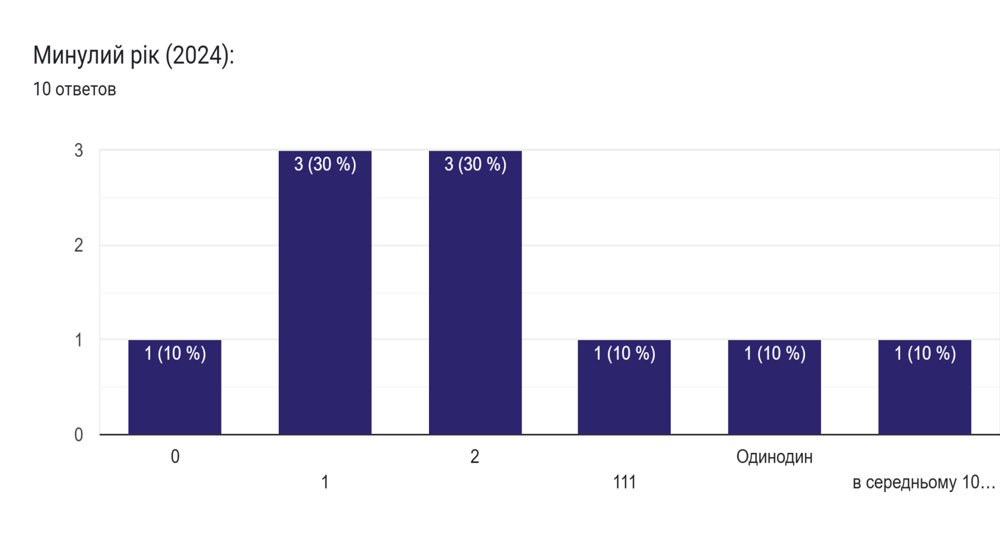 Минулий рік (2024):
10 ответов
3
3 (30 %) 3 (30 %)
2
1
1 (10 %) 1 (10 %) 1 (10 %) 1 (10 %)
0
0 2 Одинодин
1 111 в середньому 10…